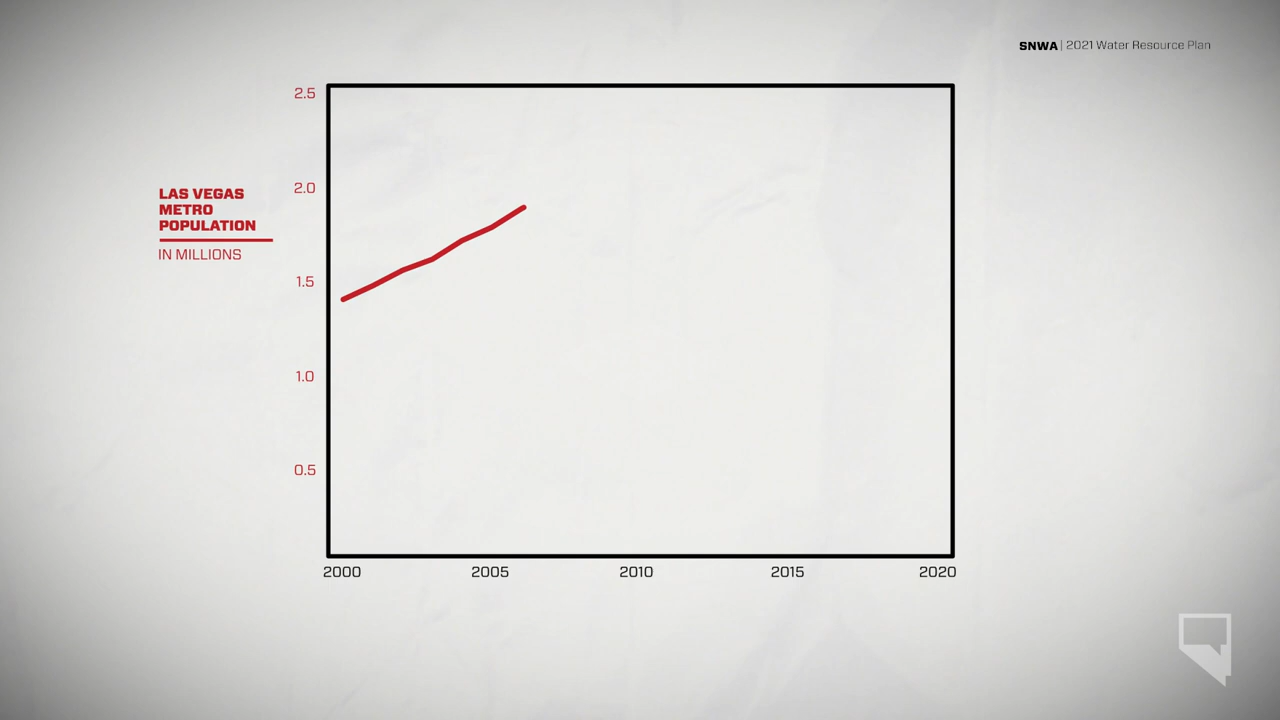 SNWA | 2021 Water Resource Plan
LAS VEGAS
METRO
POPULATION
IN MILLIONS
2.5
2.0
1.5
1.0
0.5
2000 2005 2010 2015 2020